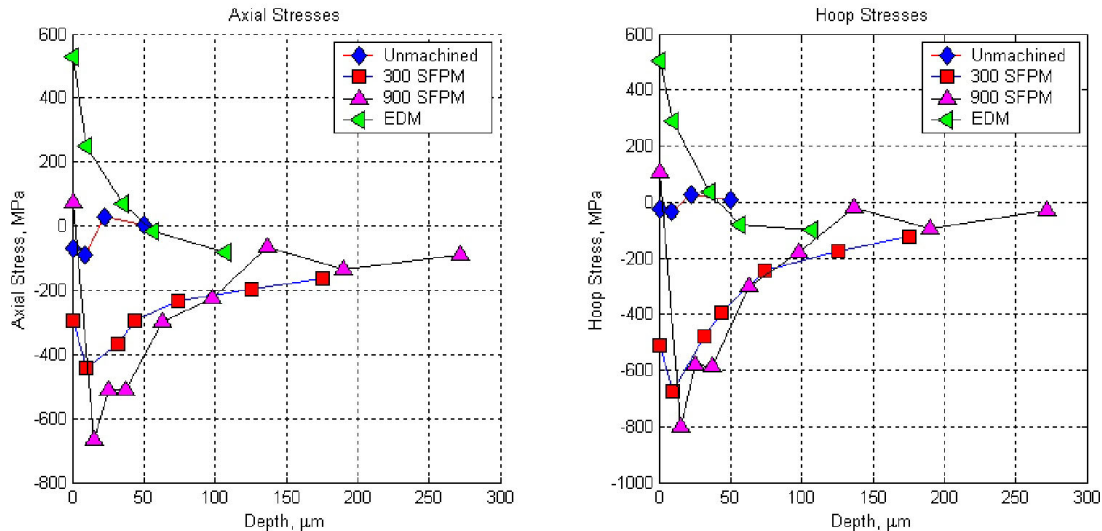 Axial Stresses
600
400
200
0
-200
-400
-600
-800
Axial Stress, MPa
0 50 100 150 200 250 300
Depth, μm
Unmachined
300 SFPM
900 SFPM
EDM
Hoop Stresses
600
400
200
0
-200
-400
-600
-800
-1000
Hoop Stress, MPa
0 50 100 150 200 250 300
Depth, μm
Unmachined
300 SFPM
900 SFPM
EDM